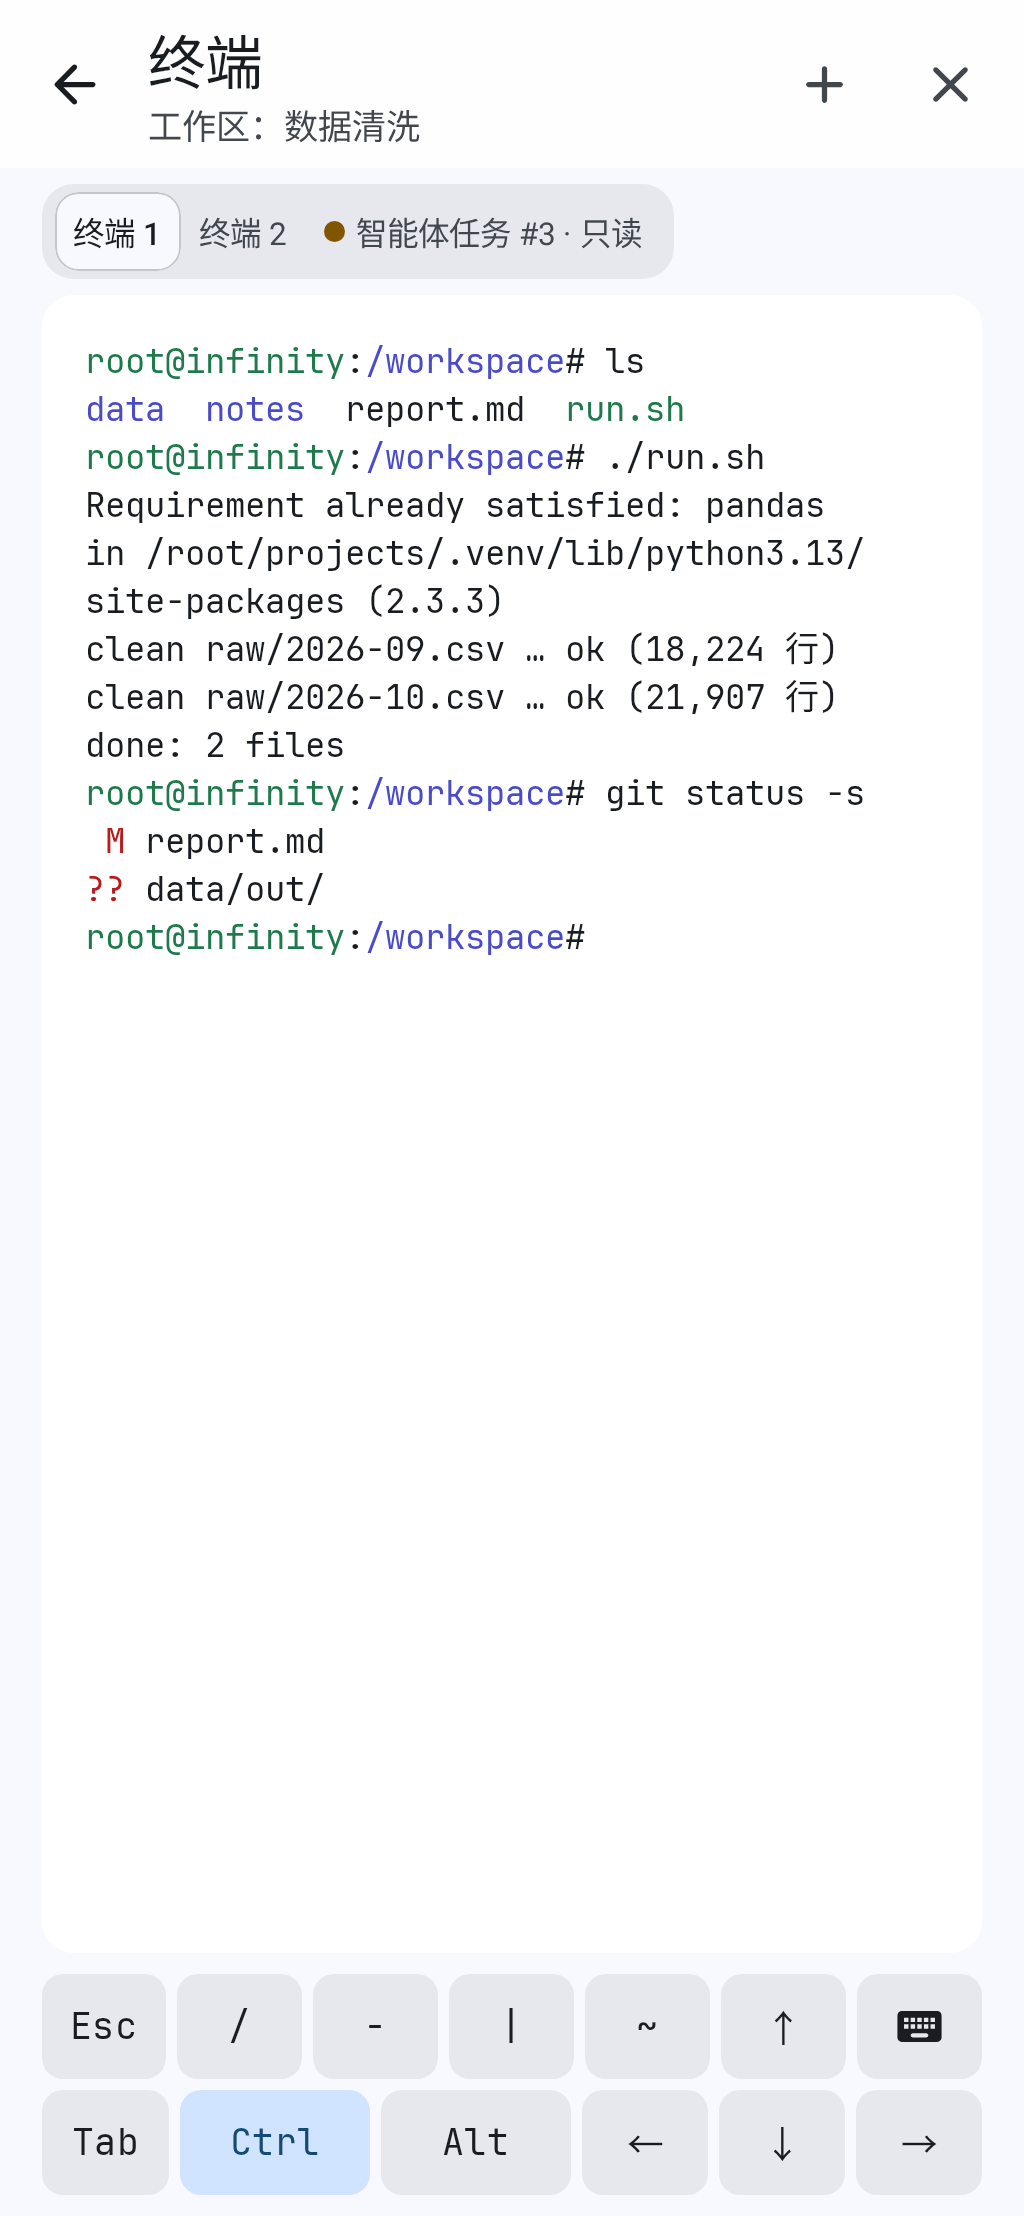 终端
工作区：数据清洗
终端 1 终端 2 智能体任务 #3 · 只读
root@infinity:/workspace# ls
data  notes  report.md  run.sh
root@infinity:/workspace# ./run.sh
Requirement already satisfied: pandas
in /root/projects/.venv/lib/python3.13/
site-packages (2.3.3)
clean raw/2026-09.csv … ok (18,224 行)
clean raw/2026-10.csv … ok (21,907 行)
done: 2 files
root@infinity:/workspace# git status -s
 M report.md
?? data/out/
root@infinity:/workspace#
Esc / - | ~ ↑
Tab Ctrl Alt ← ↓ →